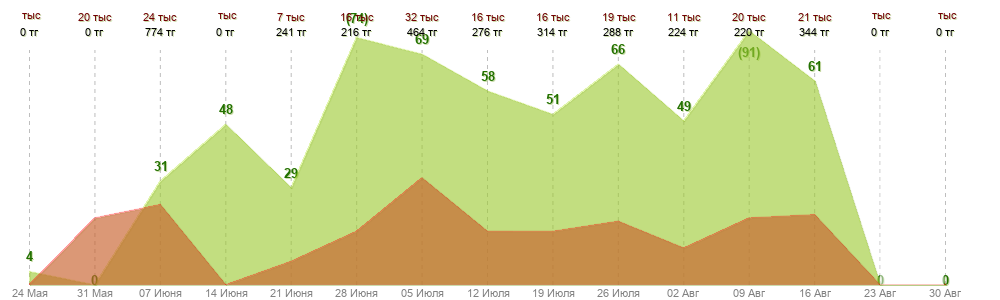 тыс 20 тыс 24 тыс тыс 7 тыс 16 тыс 32 тыс 16 тыс 16 тыс 19 тыс 11 тыс 20 тыс 21 тыс тыс тыс
0 тг 0 тг 774 тг 0 тг 241 тг 216 тг 464 тг 276 тг 314 тг 288 тг 224 тг 220 тг 344 тг 0 тг 0 тг
4 0 31 48 29 (74) 69 58 51 66 49 (91) 61 0 0
24 Мая 31 Мая 07 Июня 14 Июня 21 Июня 28 Июня 05 Июля 12 Июля 19 Июля 26 Июля 02 Авг 09 Авг 16 Авг 23 Авг 30 Авг